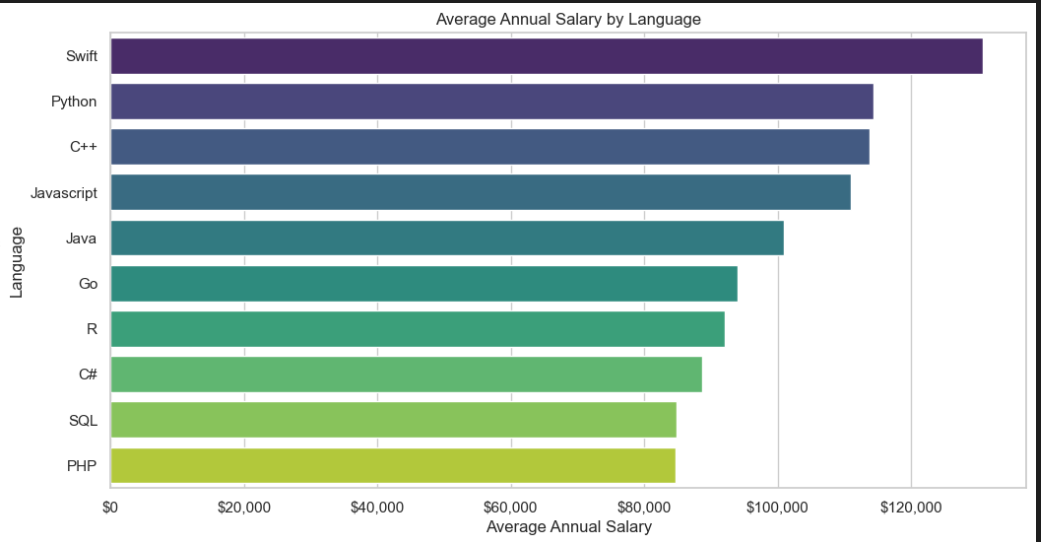 Average Annual Salary by Language
Language
Swift
Python
C++
Javascript
Java
Go
R
C#
SQL
PHP
$0
$20,000
$40,000
$60,000
$80,000
$100,000
$120,000
Average Annual Salary